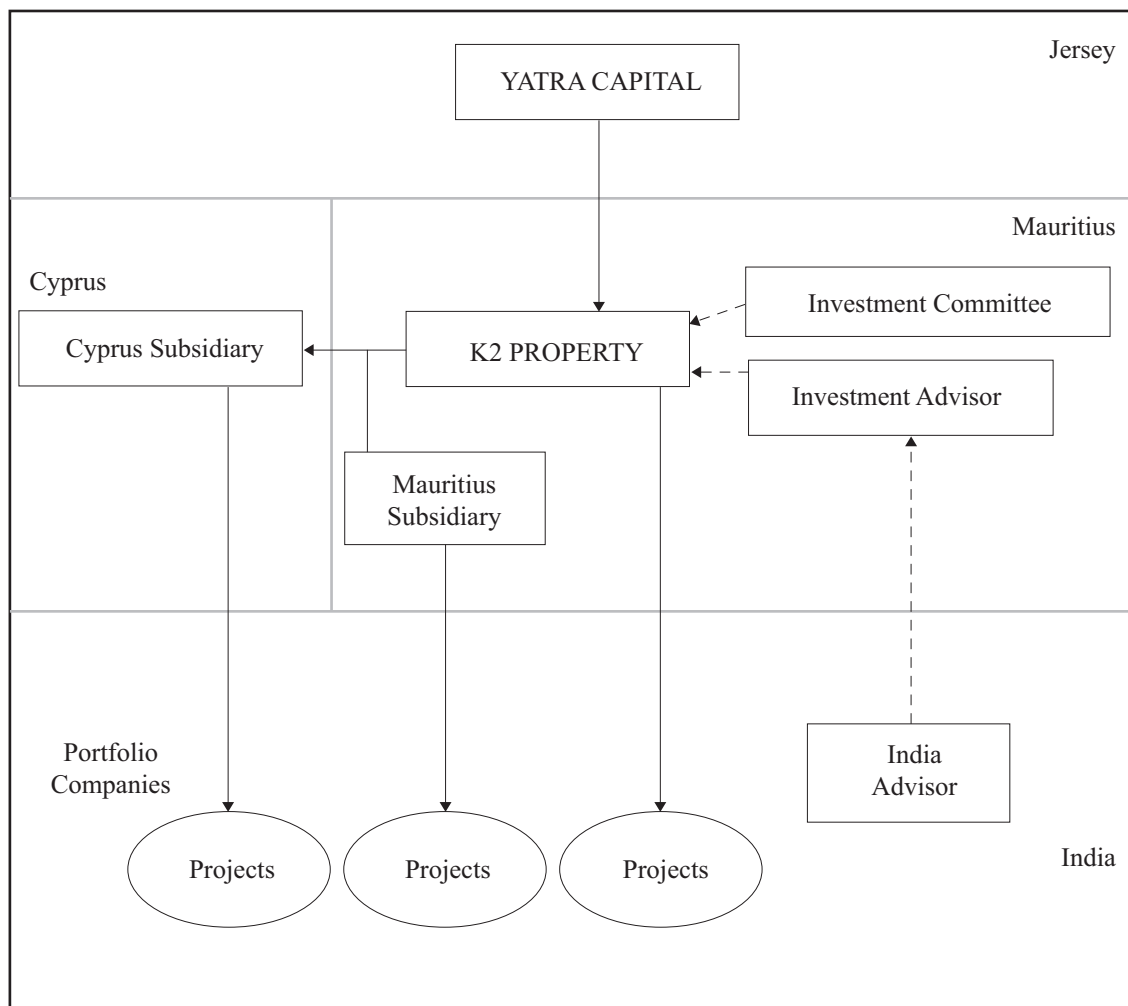 Jersey
YATRA CAPITAL
Mauritius
Cyprus
Investment Committee
Cyprus Subsidiary
K2 PROPERTY
Investment Advisor
Mauritius
Subsidiary
Portfolio
Companies
India
Advisor
Projects
Projects
Projects
India